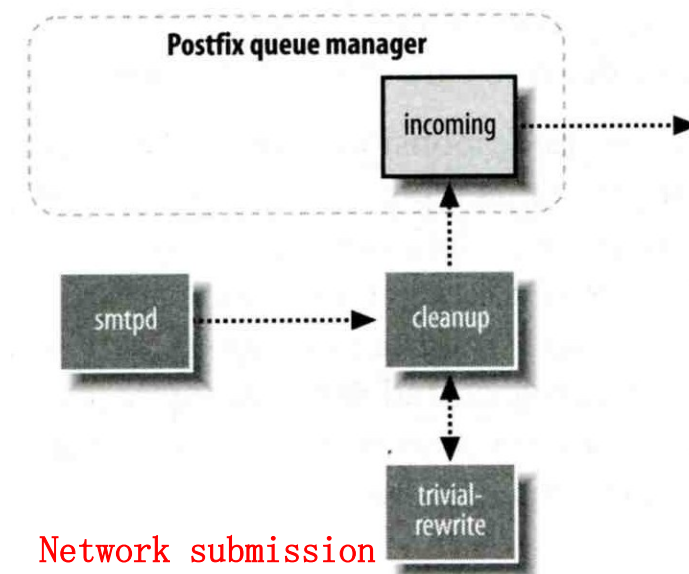 Postfix queue manager
incoming
smtpd
cleanup
trivial-
rewrite
Network submission